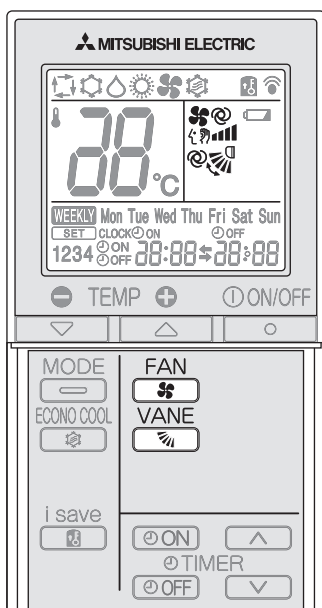 MITSUBISHI ELECTRIC
88°C
WEEKLY Mon Tue Wed Thu Fri Sat Sun
SET CLOCK ON OFF
1234 ON OFF 88:88 88:88
TEMP ON/OFF
MODE FAN
ECONO COOL VANE
i save
ON
TIMER
OFF